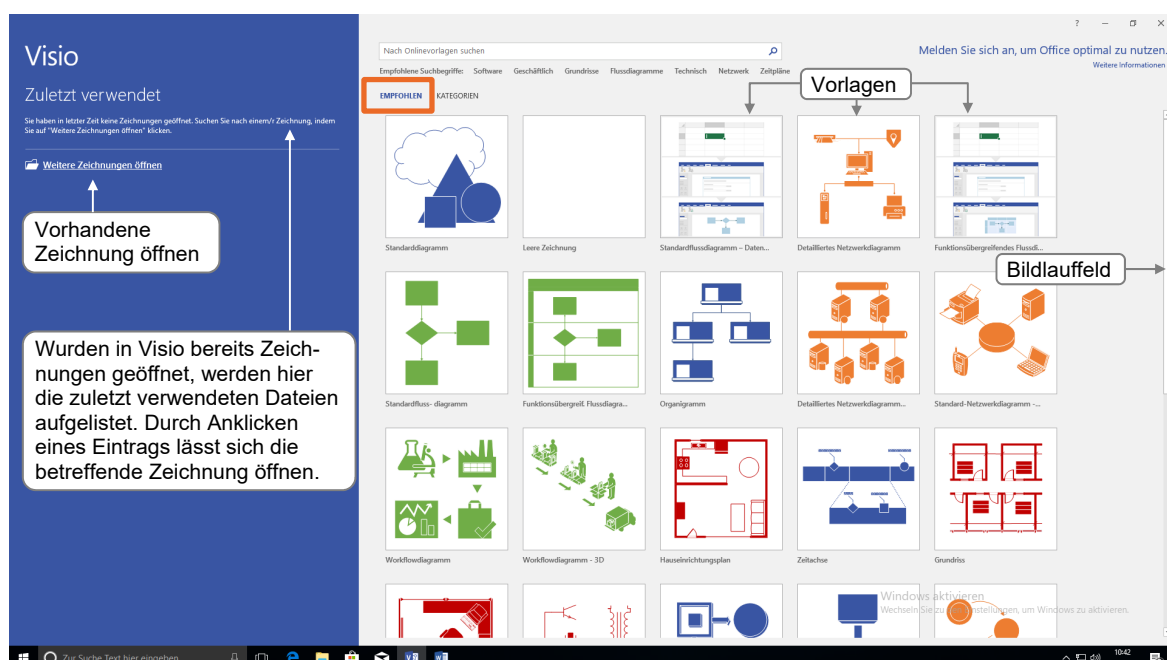 Visio
Zuletzt verwendet
Sie haben in letzter Zeit keine Zeichnungen geöffnet. Suchen Sie nach einem/r Zeichnung, indem
Sie auf "Weitere Zeichnungen öffnen" klicken.
Weitere Zeichnungen öffnen
Vorhandene
Zeichnung öffnen
Wurden in Visio bereits Zeich-
nungen geöffnet, werden hier
die zuletzt verwendeten Dateien
aufgelistet. Durch Anklicken
eines Eintrags lässt sich die
betreffende Zeichnung öffnen.
Nach Onlinevorlagen suchen
Melden Sie sich an, um Office optimal zu nutzen.
Weitere Informationen
Empfohlene Suchbegriffe: Software Geschäftlich Grundrisse Flussdiagramme Technisch Netzwerk Zeitpläne
EMPFOHLEN KATEGORIEN
Vorlagen
Standarddiagramm
Leere Zeichnung
Standardflussdiagramm – Daten...
Detailliertes Netzwerkdiagramm
Funktionsübergreifendes Flussdi...
Bildlauffeld
Standardfluss- diagramm
Funktionsübergreif. Flussdiagra...
Organigramm
Detailliertes Netzwerkdiagramm...
Standard-Netzwerkdiagramm -...
Workflowdiagramm
Workflowdiagramm - 3D
Hauseinrichtungsplan
Zeitachse
Grundriss
Windows aktivieren
Wechseln Sie zu den Einstellungen, um Windows zu aktivieren.
Zur Suche Text hier eingeben
10:42